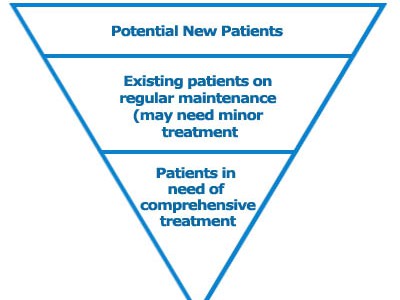 Potential New Patients
Existing patients on
regular maintenance
(may need minor
treatment
Patients in
need of
comprehensive
treatment